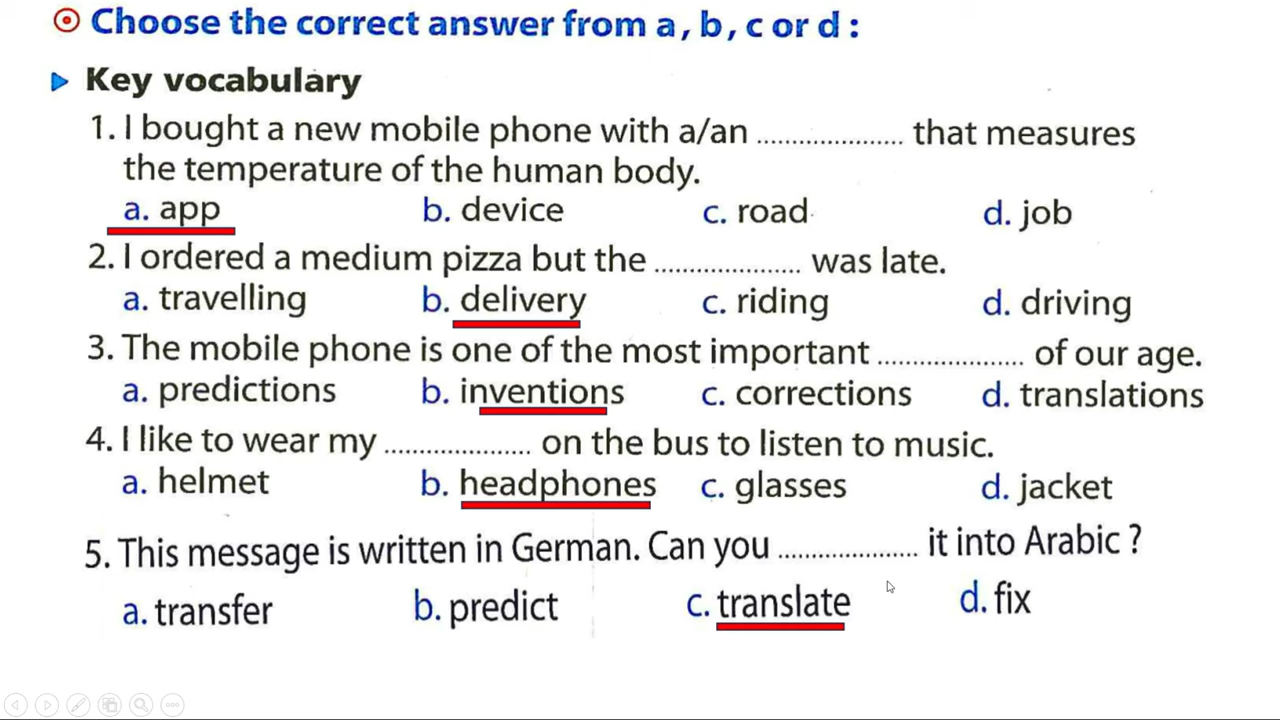 Choose the correct answer from a, b, c or d :
Key vocabulary
1. I bought a new mobile phone with a/an ..................... that measures
the temperature of the human body.
a. app b. device c. road d. job
2. I ordered a medium pizza but the ..................... was late.
a. travelling b. delivery c. riding d. driving
3. The mobile phone is one of the most important ..................... of our age.
a. predictions b. inventions c. corrections d. translations
4. I like to wear my ..................... on the bus to listen to music.
a. helmet b. headphones c. glasses d. jacket
5. This message is written in German. Can you ..................... it into Arabic ?
a. transfer b. predict c. translate d. fix